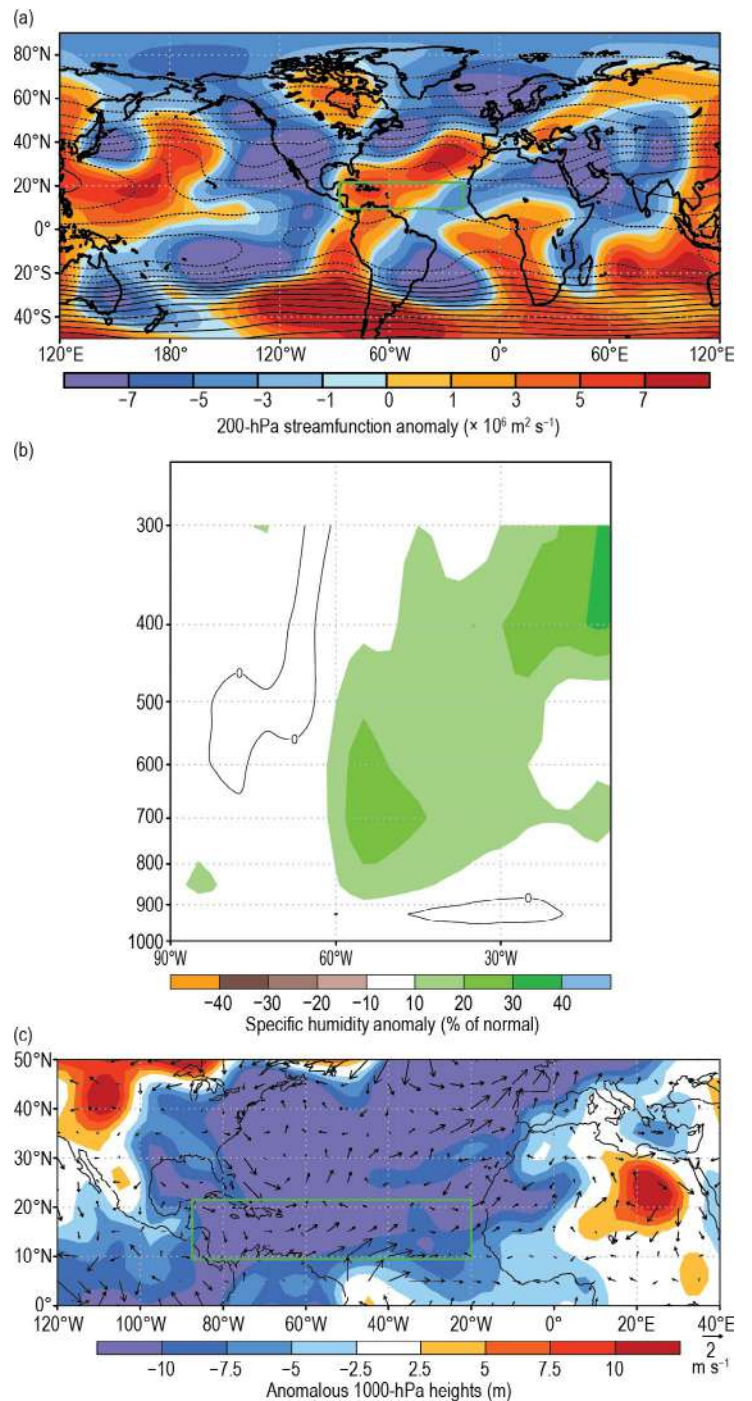 (a)
80°N
60°N
40°N
20°N
0°
20°S
40°S
120°E 180° 120°W 60°W 0° 60°E 120°E
−7 −5 −3 −1 0 1 3 5 7
200-hPa streamfunction anomaly (× 10⁶ m² s⁻¹)
(b)
300
400
500
600
700
800
900
1000
0
0
0
90°W 60°W 30°W
−40 −30 −20 −10 10 20 30 40
Specific humidity anomaly (% of normal)
(c)
50°N
40°N
30°N
20°N
10°N
0°
120°W 100°W 80°W 60°W 40°W 20°W 0° 20°E 40°E
−10 −7.5 −5 −2.5 2.5 5 7.5 10
2
m s⁻¹
Anomalous 1000-hPa heights (m)